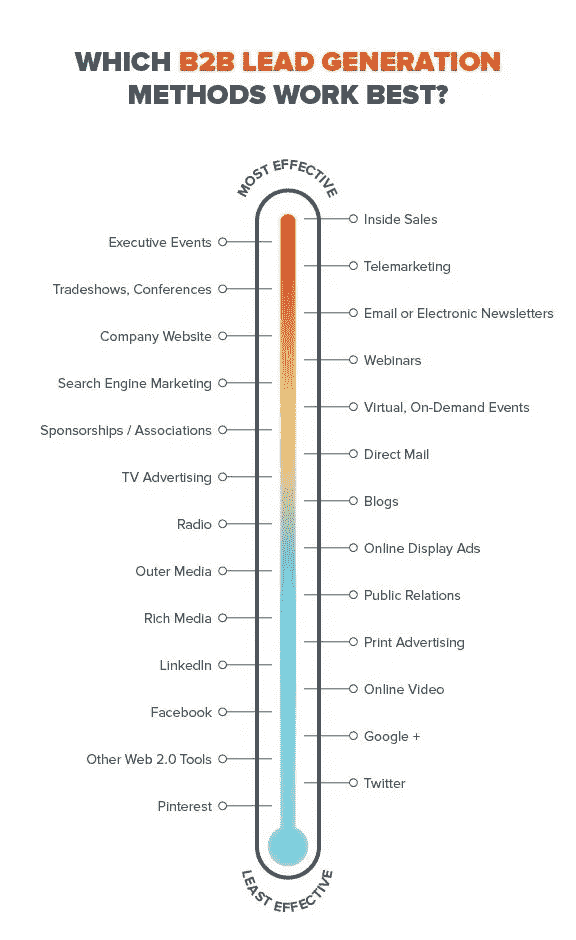 WHICH B2B LEAD GENERATION
METHODS WORK BEST?
MOST EFFECTIVE
Inside Sales
Executive Events
Telemarketing
Tradeshows, Conferences
Email or Electronic Newsletters
Company Website
Webinars
Search Engine Marketing
Virtual, On-Demand Events
Sponsorships / Associations
Direct Mail
TV Advertising
Blogs
Radio
Online Display Ads
Outer Media
Public Relations
Rich Media
Print Advertising
LinkedIn
Online Video
Facebook
Google +
Other Web 2.0 Tools
Twitter
Pinterest
LEAST EFFECTIVE